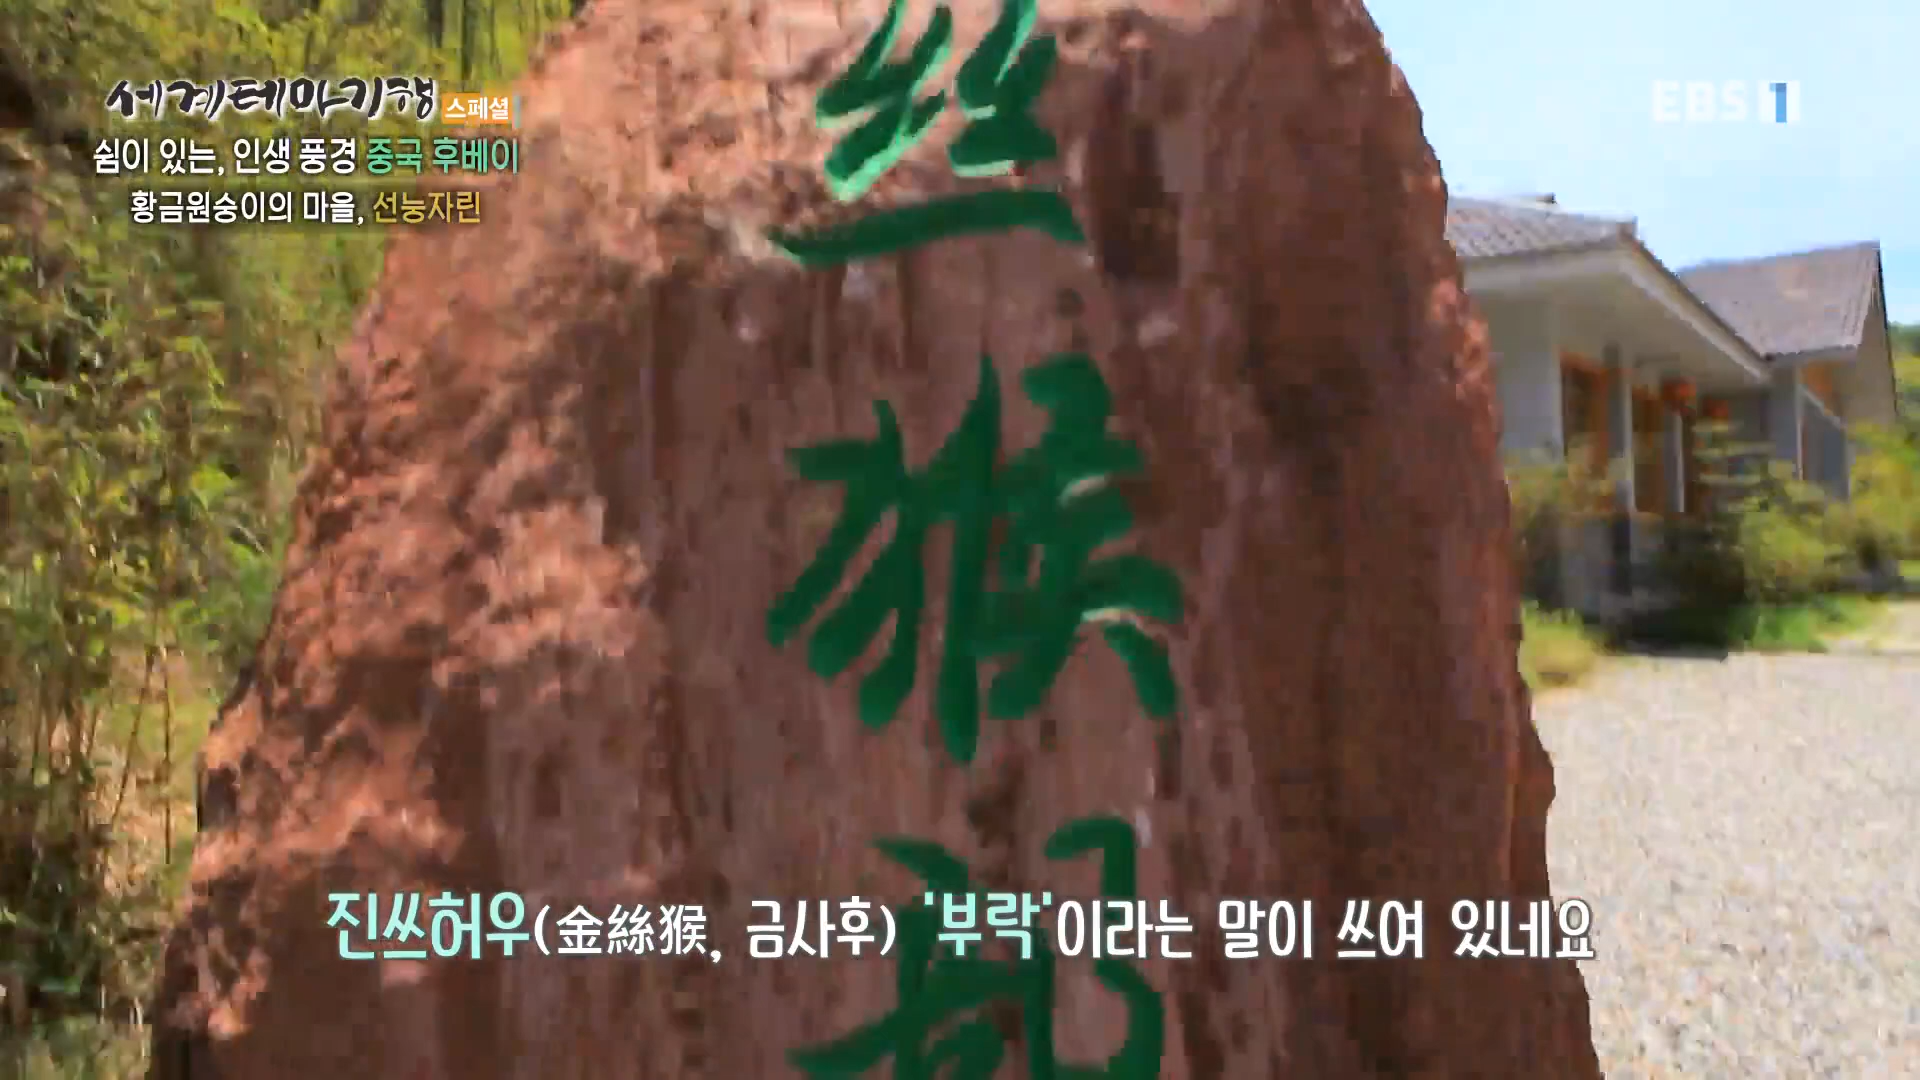 세계테마기행 스페셜
EBS 1
쉼이 있는, 인생 풍경 중국 후베이
황금원숭이의 마을, 선눙자린
丝
猴
部
진쓰허우(金絲猴, 금사후) '부락'이라는 말이 쓰여 있네요